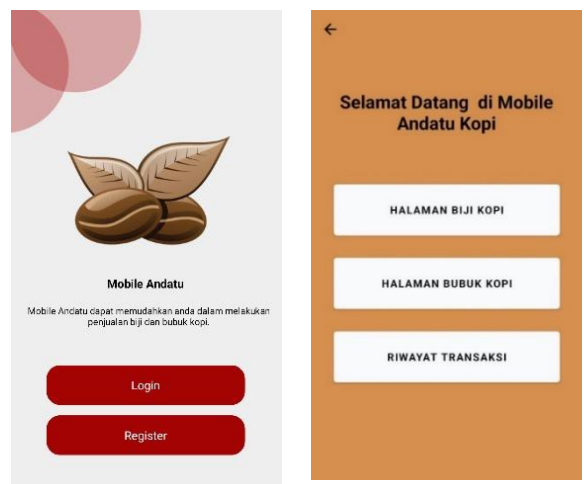 Mobile Andatu
Mobile Andatu dapat memudahkan anda dalam melakukan
penjualan biji dan bubuk kopi.
Login
Register
Selamat Datang di Mobile
Andatu Kopi
HALAMAN BIJI KOPI
HALAMAN BUBUK KOPI
RIWAYAT TRANSAKSI